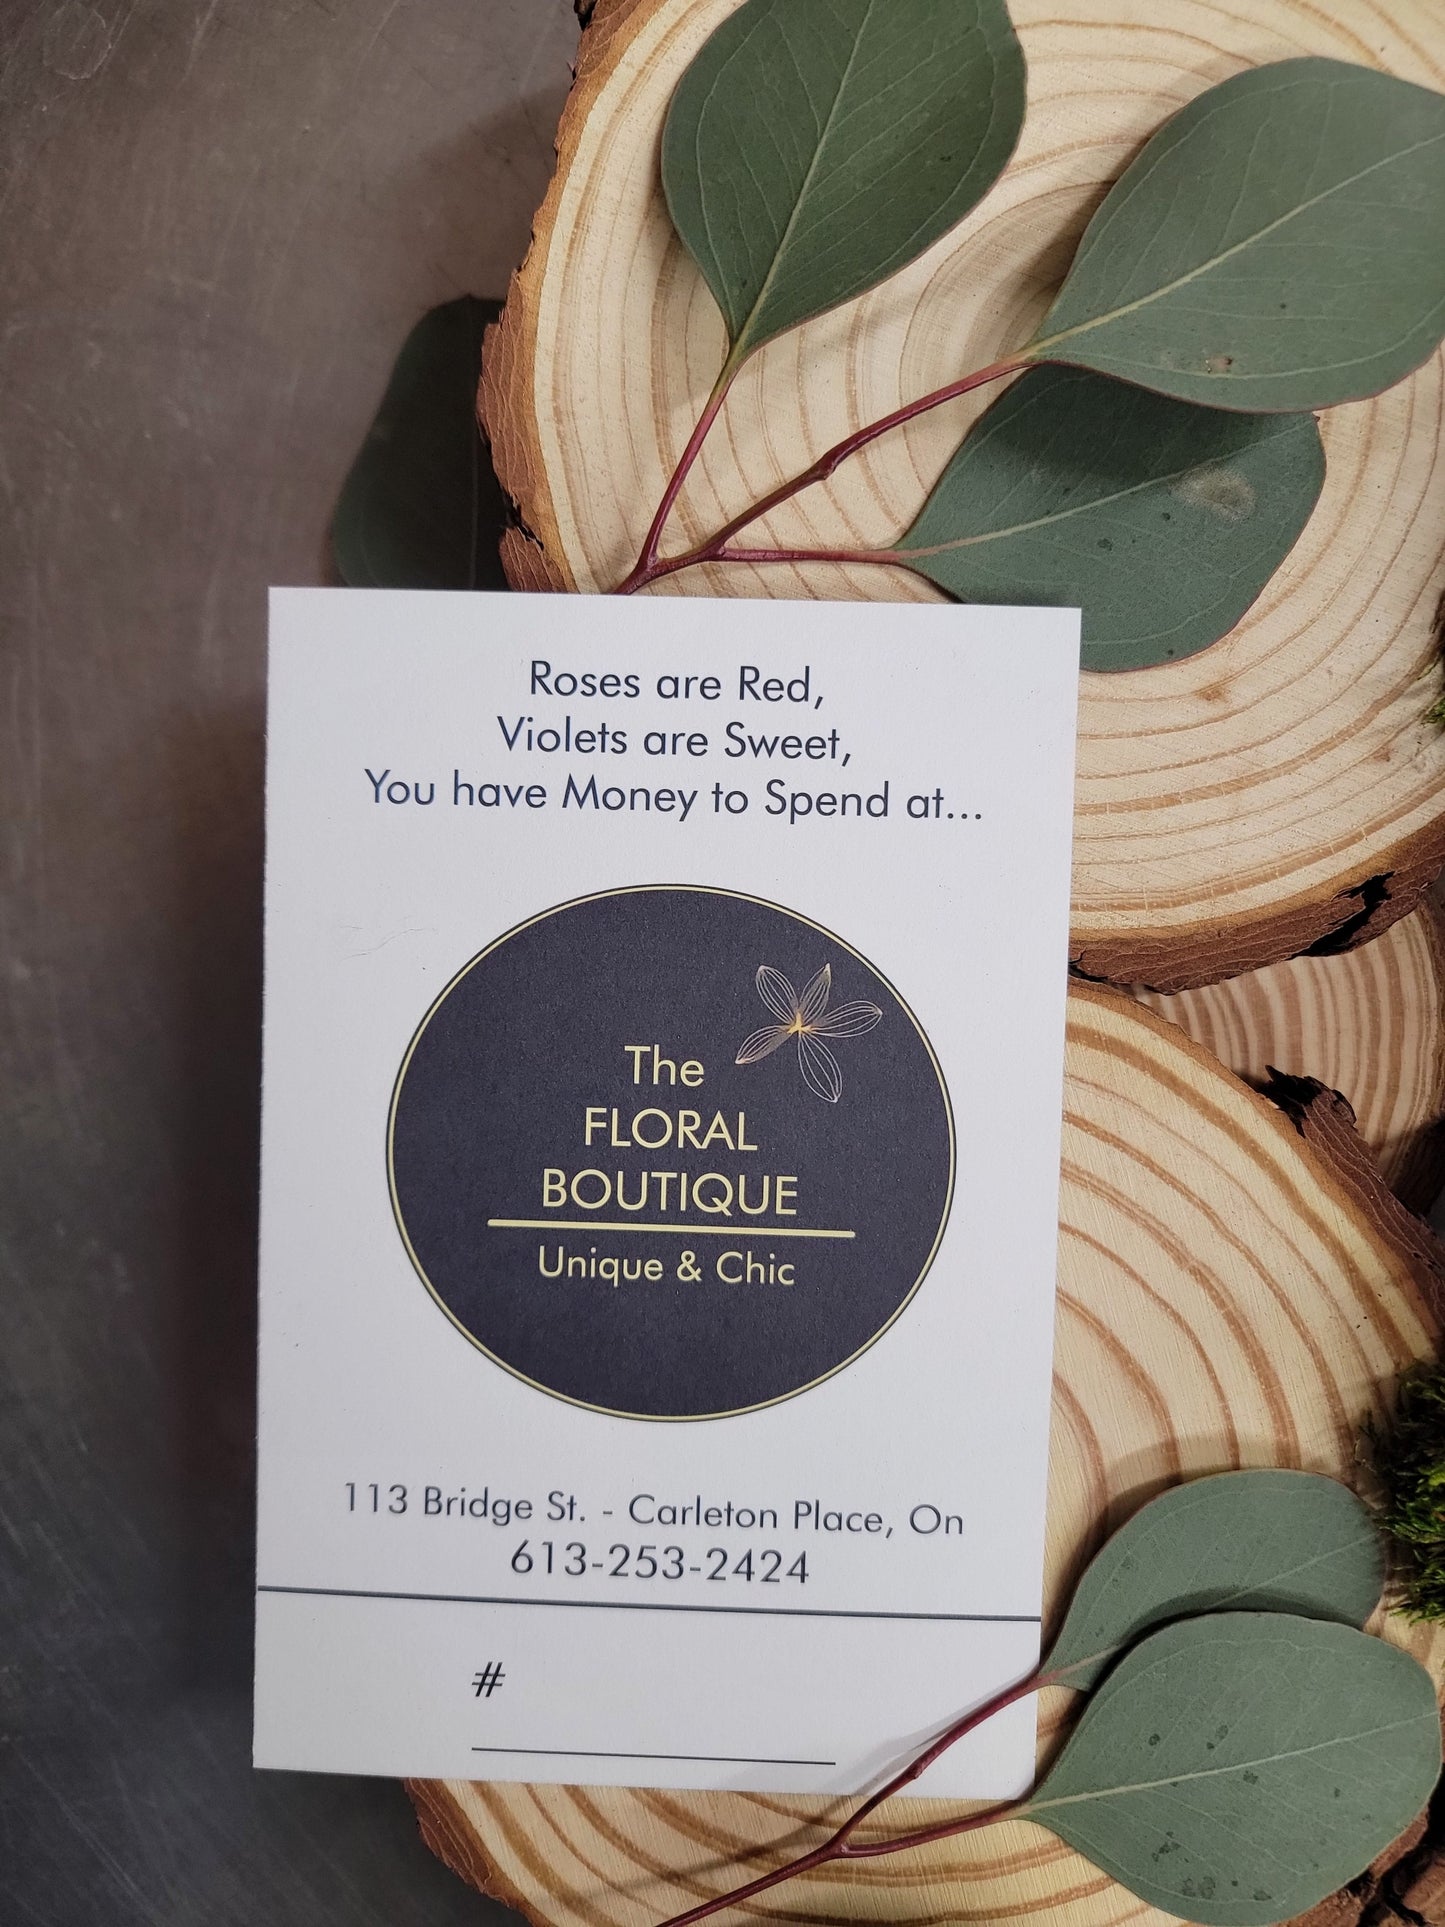 Roses are Red,
Violets are Sweet,
You have Money to Spend at...
The
FLORAL
BOUTIQUE
Unique & Chic
113 Bridge St. - Carleton Place, On
613-253-2424
#